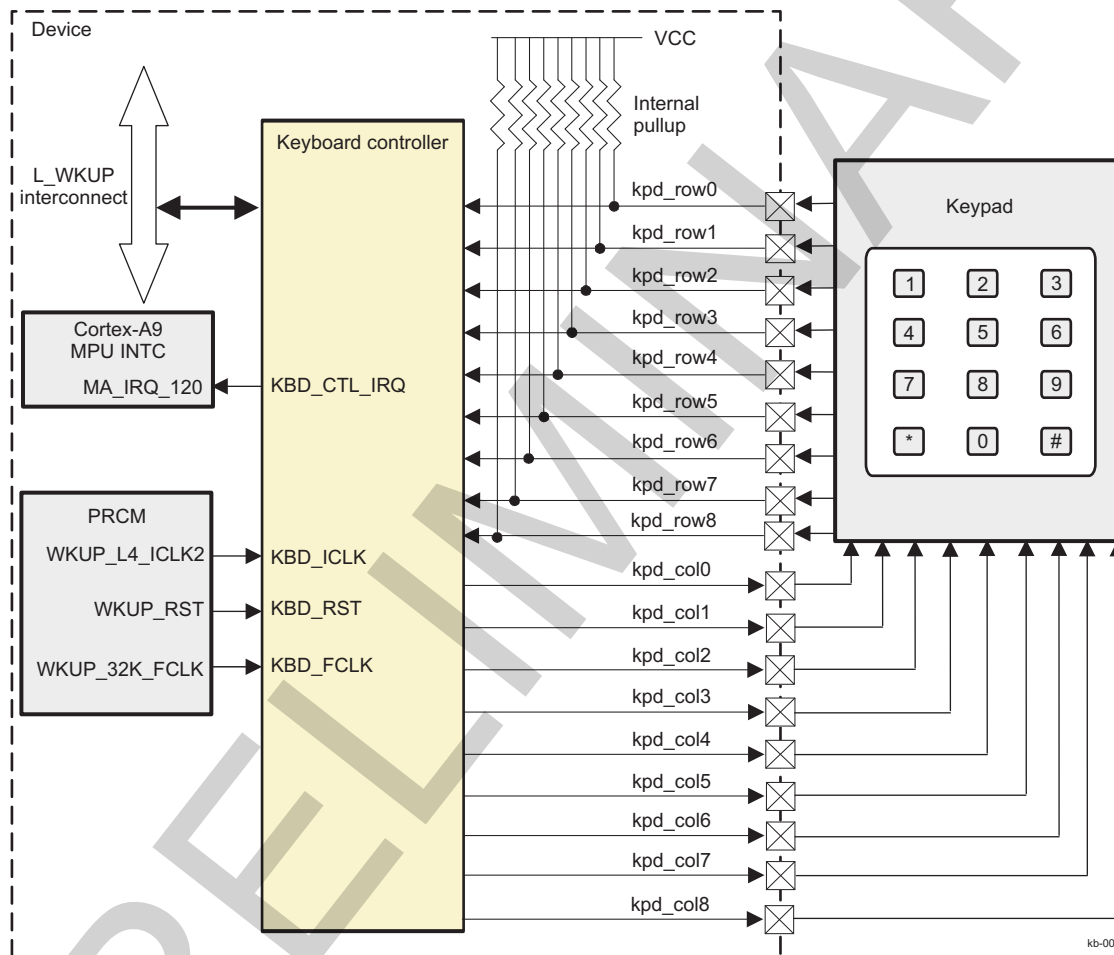 Device
VCC
Internal
pullup
Keyboard controller
L_WKUP
interconnect
kpd_row0
kpd_row1
kpd_row2
kpd_row3
kpd_row4
kpd_row5
kpd_row6
kpd_row7
kpd_row8
Keypad
1 2 3
4 5 6
7 8 9
* 0 #
Cortex-A9
MPU INTC
MA_IRQ_120
KBD_CTL_IRQ
PRCM
WKUP_L4_ICLK2
KBD_ICLK
WKUP_RST
KBD_RST
WKUP_32K_FCLK
KBD_FCLK
kpd_col0
kpd_col1
kpd_col2
kpd_col3
kpd_col4
kpd_col5
kpd_col6
kpd_col7
kpd_col8
kb-00